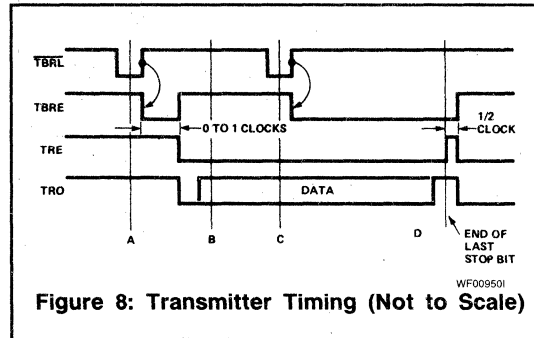 TBRL
TBRE
0 TO 1 CLOCKS
1/2
CLOCK
TRE
TRO
DATA
A
B
C
D
END OF
LAST
STOP BIT
WF00950I
Figure 8: Transmitter Timing (Not to Scale)